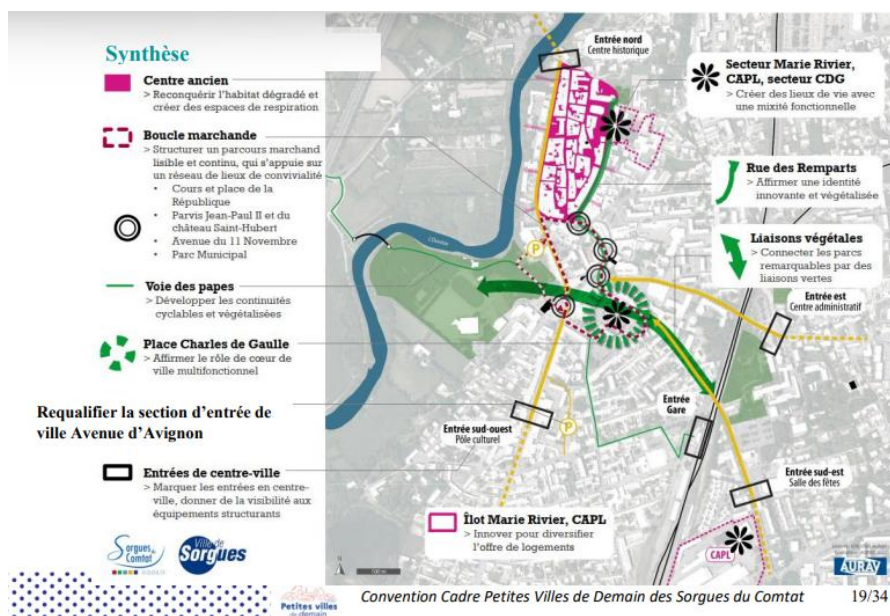 Synthèse
Centre ancien
> Reconquérir l'habitat dégradé et
créer des espaces de respiration
Boucle marchande
> Structurer un parcours marchand
lisible et continu, qui s'appuie sur
un réseau de lieux de convivialité
• Cours et place de la
République
• Parvis Jean-Paul II et du
château Saint-Hubert
• Avenue du 11 Novembre
• Parc Municipal
Voie des papes
> Développer les continuités
cyclables et végétalisées
Place Charles de Gaulle
> Affirmer le rôle de cœur de
ville multifonctionnel
Requalifier la section d'entrée de
ville Avenue d'Avignon
Entrées de centre-ville
> Marquer les entrées en centre-
ville, donner de la visibilité aux
équipements structurants
Entrée nord
Centre historique
Secteur Marie Rivier,
CAPL, secteur CDG
> Créer des lieux de vie avec
une mixité fonctionnelle
Rue des Remparts
> Affirmer une identité
innovante et végétalisée
Liaisons végétales
> Connecter les parcs
remarquables par des
liaisons vertes
P
Entrée est
Centre administratif
Entrée
Gare
Entrée sud-ouest
Pôle culturel
P
Entrée sud-est
Salle des fêtes
Îlot Marie Rivier, CAPL
> Innover pour diversifier
l'offre de logements
CAPL
N
100 m
AURAV
Sorgues du
Comtat
Ville de
Sorgues
Petites villes
de demain
Convention Cadre Petites Villes de Demain des Sorgues du Comtat
19/34